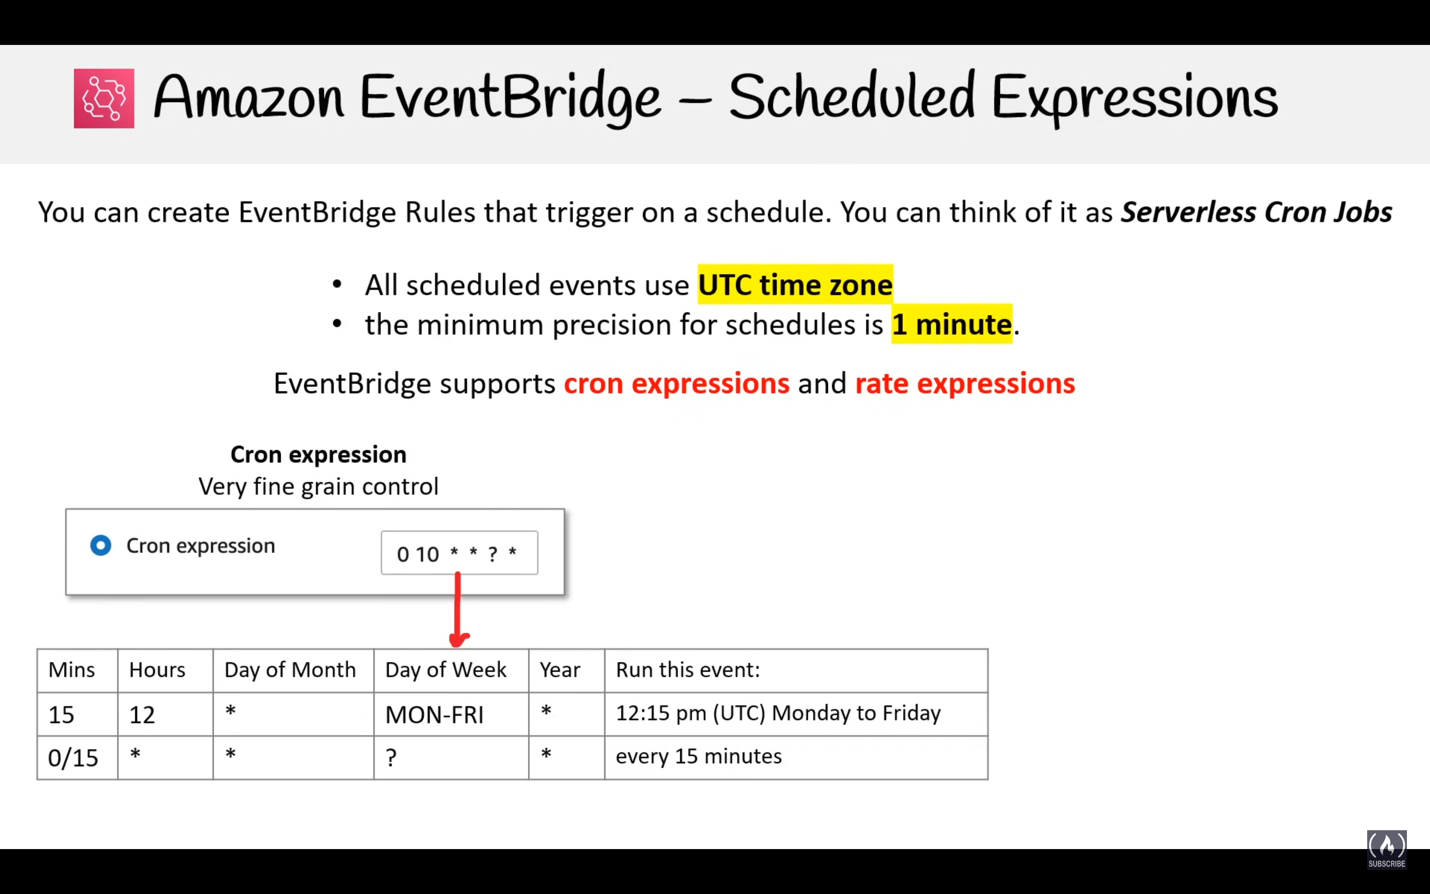 Amazon EventBridge – Scheduled Expressions
You can create EventBridge Rules that trigger on a schedule. You can think of it as Serverless Cron Jobs
• All scheduled events use UTC time zone
• the minimum precision for schedules is 1 minute.
EventBridge supports cron expressions and rate expressions
Cron expression
Very fine grain control
Cron expression 0 10 * * ? *
Mins Hours Day of Month Day of Week Year Run this event:
15 12 * MON-FRI * 12:15 pm (UTC) Monday to Friday
0/15 * * ? * every 15 minutes
SUBSCRIBE